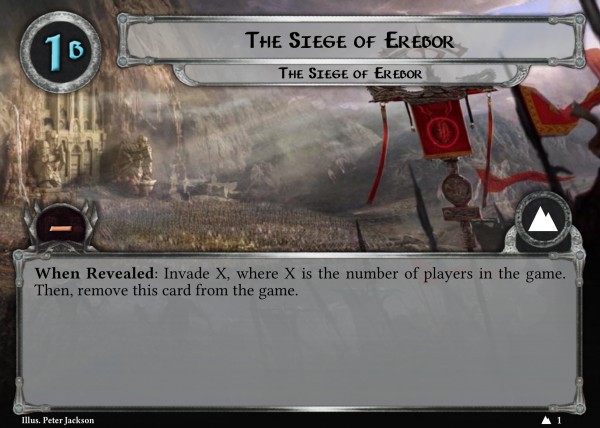 1B
The Siege of Erebor
The Siege of Erebor
–
When Revealed: Invade X, where X is the number of players in the game.
Then, remove this card from the game.
Illus. Peter Jackson
1